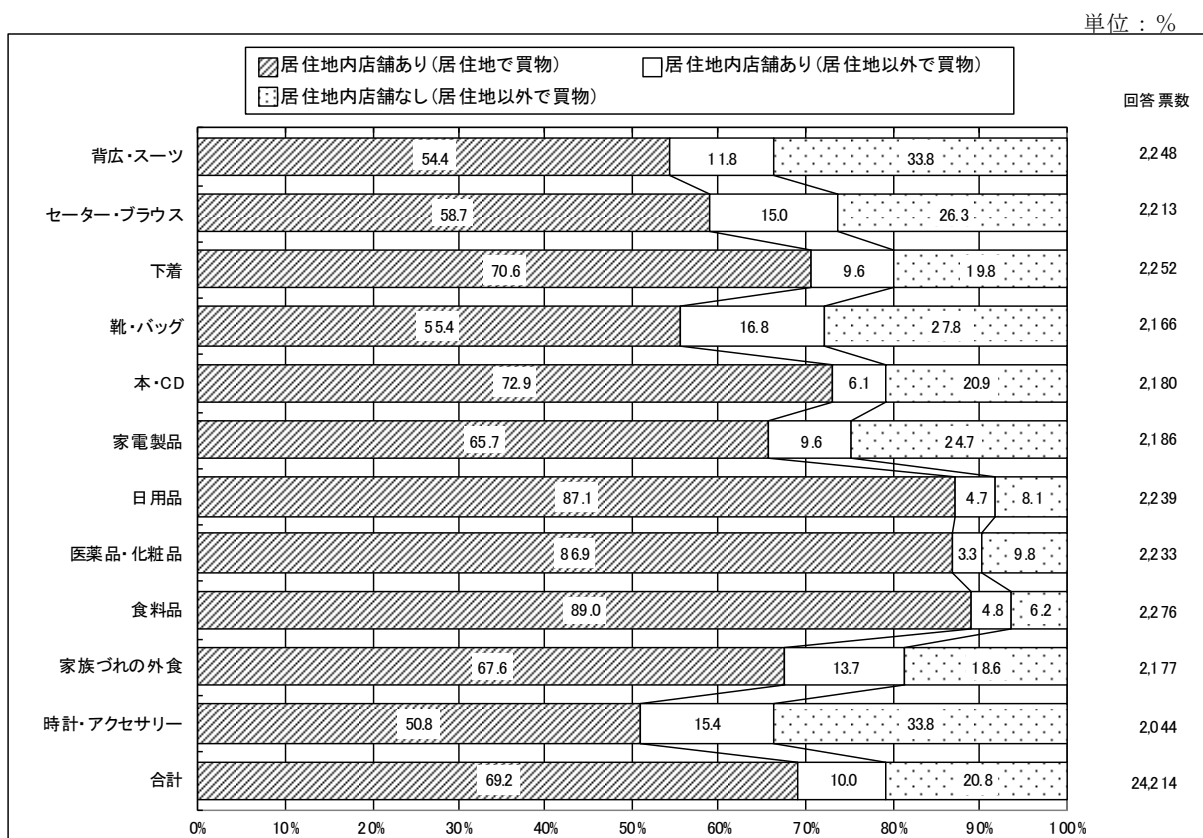 単位：%
居住地内店舗あり(居住地で買物) 居住地内店舗あり(居住地以外で買物)
居住地内店舗なし(居住地以外で買物)
回答票数
背広・スーツ 54.4 11.8 33.8 2,248
セーター・ブラウス 58.7 15.0 26.3 2,213
下着 70.6 9.6 19.8 2,252
靴・バッグ 55.4 16.8 27.8 2,166
本・CD 72.9 6.1 20.9 2,180
家電製品 65.7 9.6 24.7 2,186
日用品 87.1 4.7 8.1 2,239
医薬品・化粧品 86.9 3.3 9.8 2,233
食料品 89.0 4.8 6.2 2,276
家族づれの外食 67.6 13.7 18.6 2,177
時計・アクセサリー 50.8 15.4 33.8 2,044
合計 69.2 10.0 20.8 24,214
0% 10% 20% 30% 40% 50% 60% 70% 80% 90% 100%